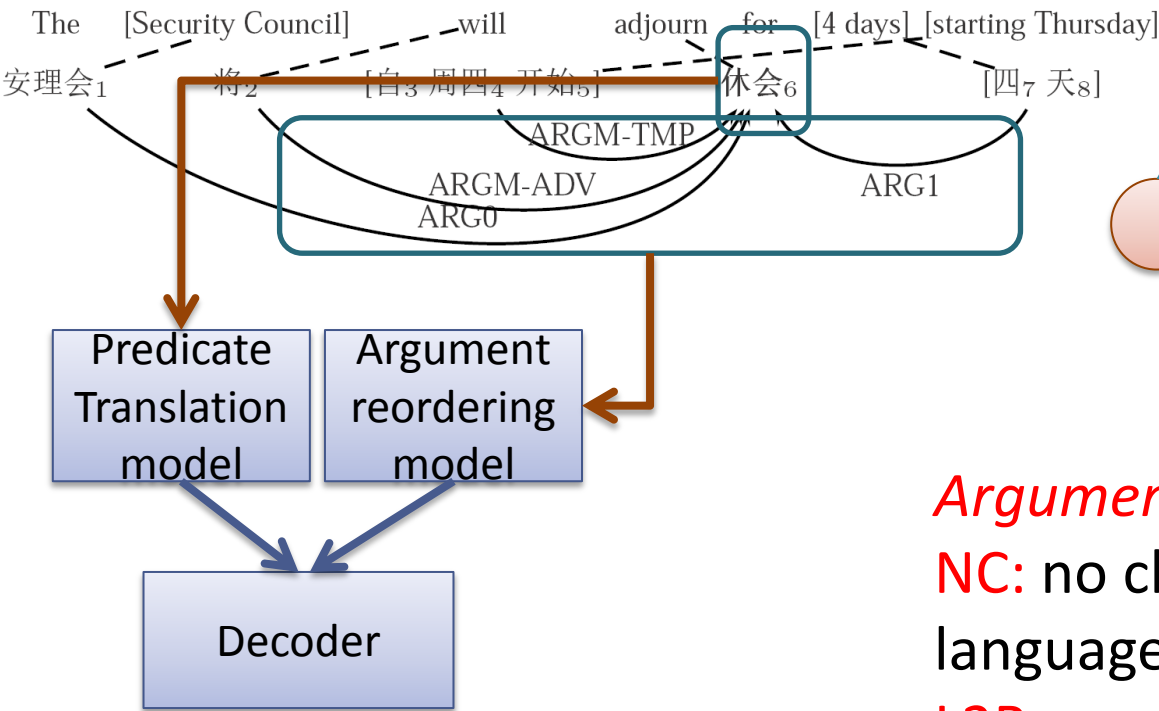 The [Security Council] will adjourn for [4 days] [starting Thursday]
安理会1 将2 [自3 周四4 开始5] 休会6 [四7 天8]
ARGM-TMP
ARGM-ADV
ARG1
ARG0
Predicate
Translation
model
Argument
reordering
model
NC: no
language
Decoder